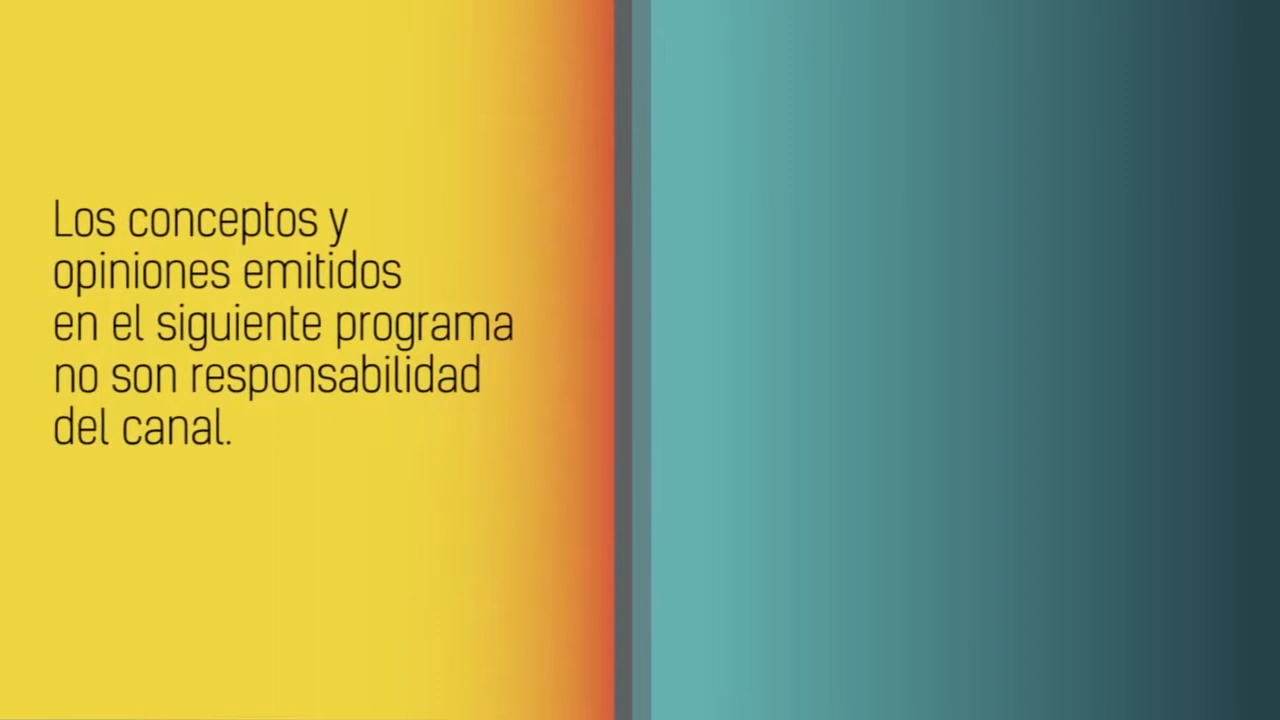 Los conceptos y
opiniones emitidos
en el siguiente programa
no son responsabilidad
del canal.